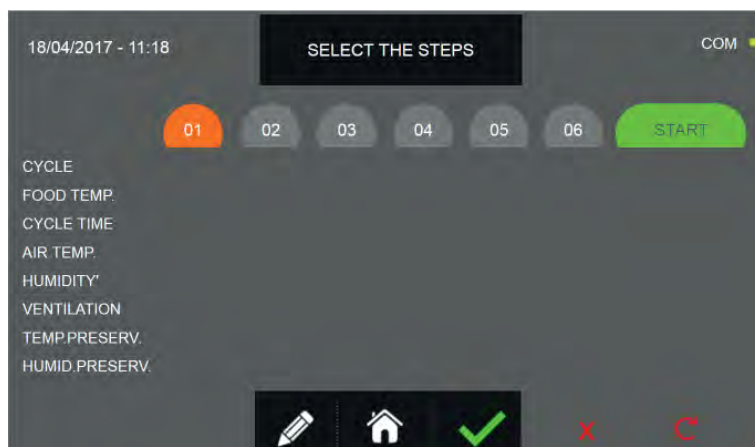 18/04/2017 - 11:18
SELECT THE STEPS
COM
01 02 03 04 05 06 START
CYCLE
FOOD TEMP.
CYCLE TIME
AIR TEMP.
HUMIDITY'
VENTILATION
TEMP.PRESERV.
HUMID.PRESERV.
X